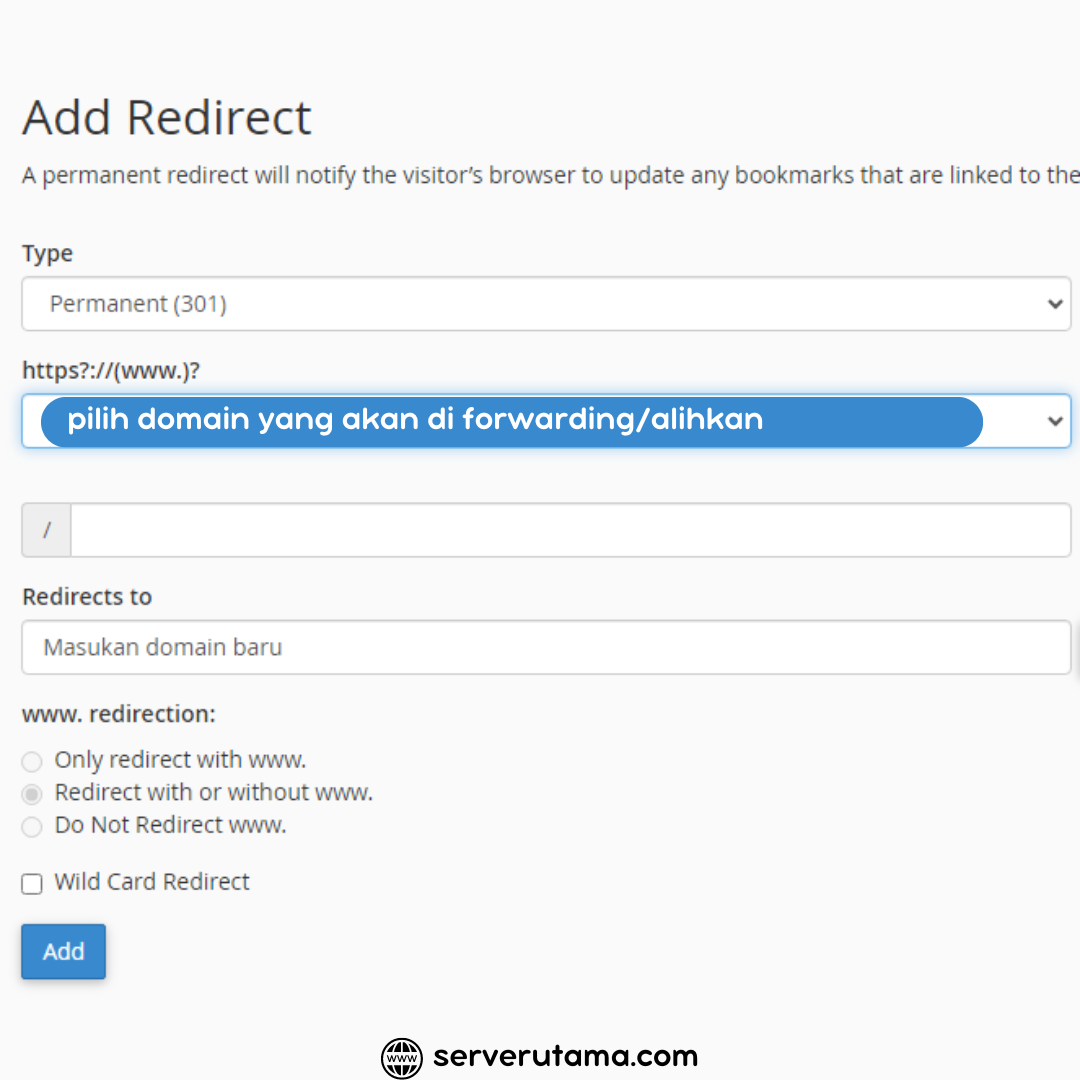 Add Redirect
A permanent redirect will notify the visitor’s browser to update any bookmarks that are linked to the
Type
Permanent (301)
https?://(www.)?
pilih domain yang akan di forwarding/alihkan
/
Redirects to
Masukan domain baru
www. redirection:
Only redirect with www.
Redirect with or without www.
Do Not Redirect www.
Wild Card Redirect
Add
www serverutama.com